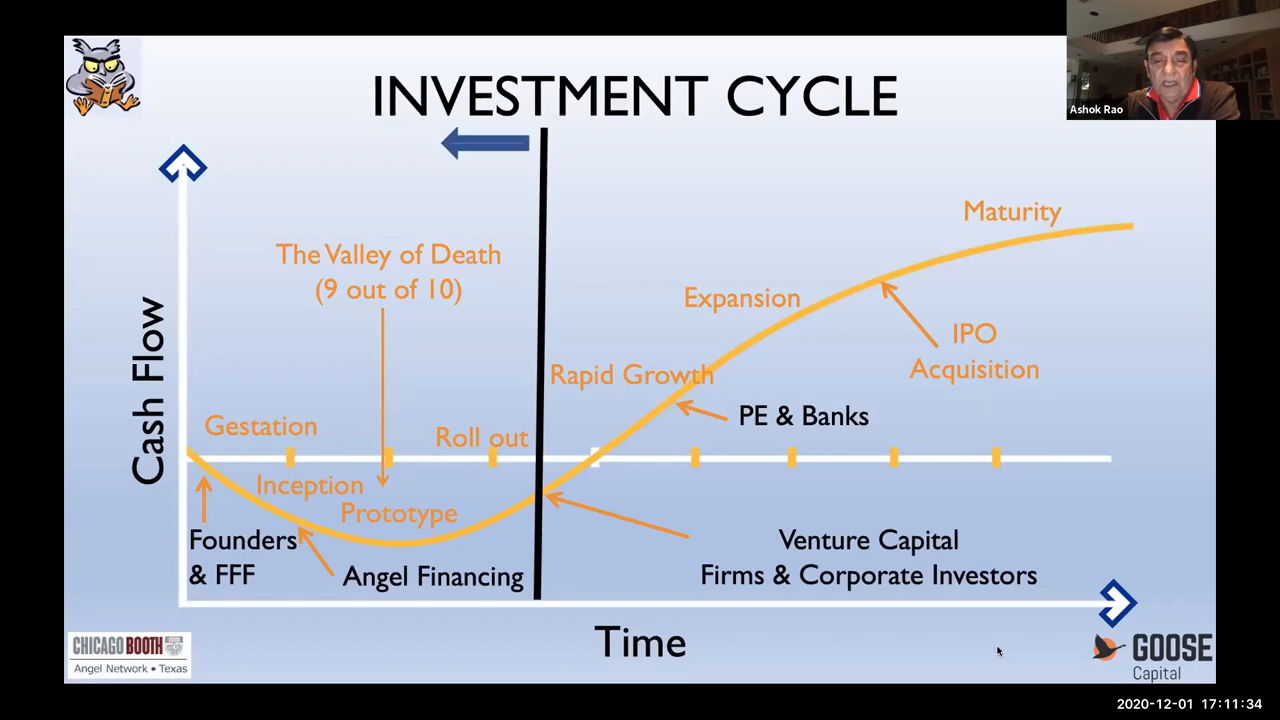 INVESTMENT CYCLE
Ashok Rao
Maturity
The Valley of Death
(9 out of 10)
Expansion
IPO
Acquisition
Rapid Growth
PE & Banks
Cash Flow
Gestation
Roll out
Inception
Prototype
Founders
& FFF
Angel Financing
Venture Capital
Firms & Corporate Investors
Time
CHICAGO BOOTH
Angel Network • Texas
GOOSE
Capital
2020-12-01 17:11:34